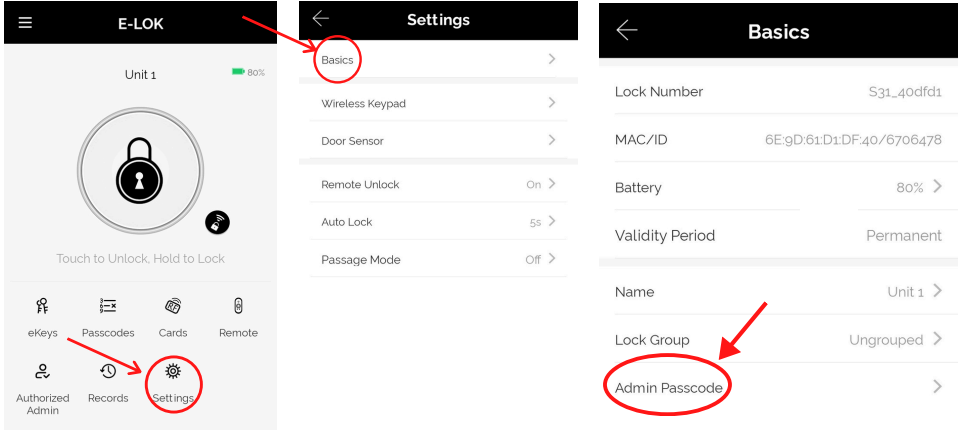 E-LOK
Unit 1
80%
Touch to Unlock, Hold to Lock
eKeys
Passcodes
Cards
Remote
Authorized
Admin
Records
Settings
Settings
Basics
Wireless Keypad
Door Sensor
Remote Unlock On
Auto Lock 5s
Passage Mode Off
Basics
Lock Number S31_40dfd1
MAC/ID 6E:9D:61:D1:DF:40/6706478
Battery 80%
Validity Period Permanent
Name Unit 1
Lock Group Ungrouped
Admin Passcode